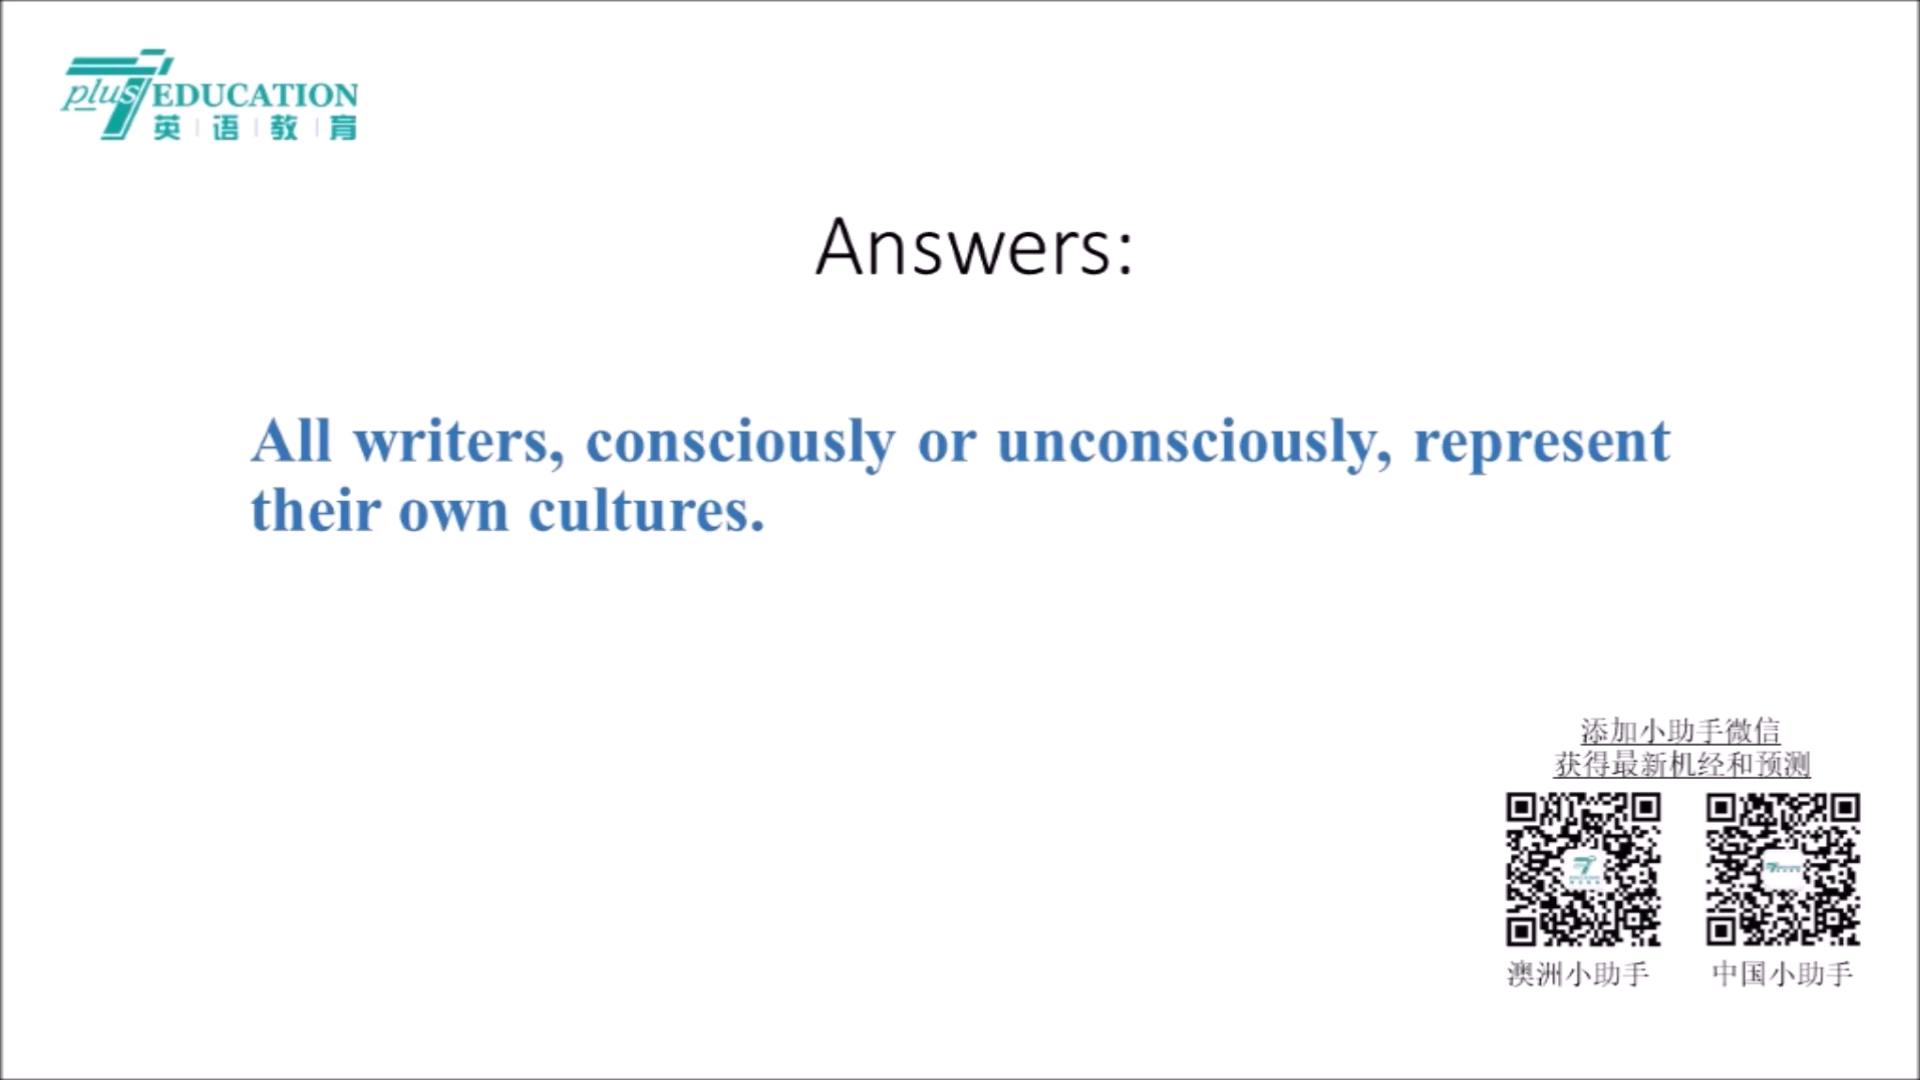 plus 7 EDUCATION
英语教育
Answers:
All writers, consciously or unconsciously, represent
their own cultures.
添加小助手微信
获得最新机经和预测
澳洲小助手
中国小助手